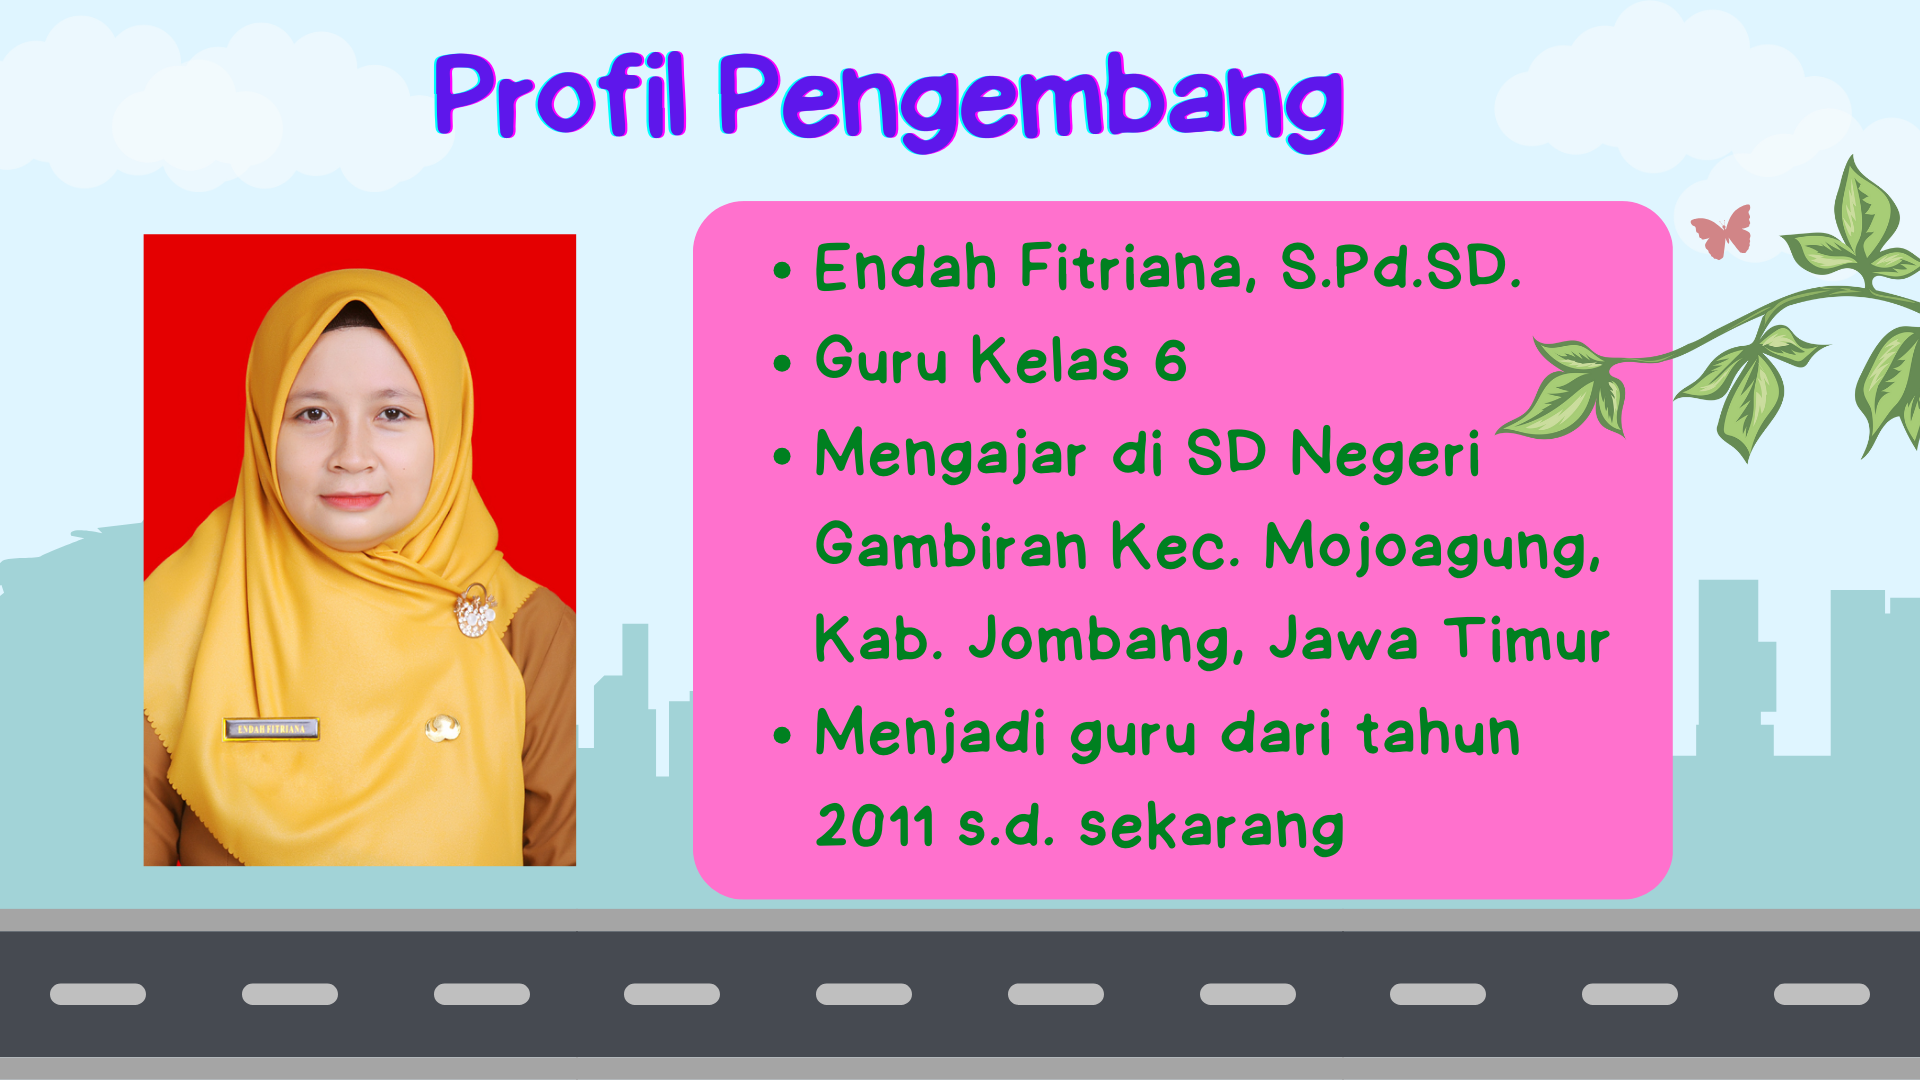 Profil Pengembang
• Endah Fitriana, S.Pd.SD.
• Guru Kelas 6
• Mengajar di SD Negeri
Gambiran Kec. Mojoagung,
Kab. Jombang, Jawa Timur
• Menjadi guru dari tahun
2011 s.d. sekarang
ENDAH FITRIANA